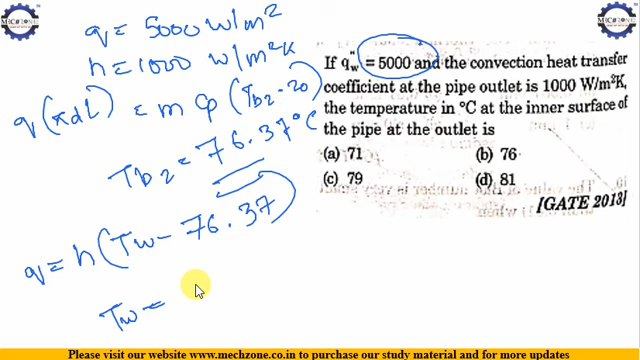 MECHZONE
q = 5000 W/m²
h = 1000 W/m²K
q(πdL) = m Cp (Tb2 - 20)
Tb2 = 76.37°C
q = h(Tw - 76.37)
Tw =
If q"w = 5000 and the convection heat transfer
coefficient at the pipe outlet is 1000 W/m²K,
the temperature in °C at the inner surface of
the pipe at the outlet is
(a) 71 (b) 76
(c) 79 (d) 81
[GATE 2013]
Please visit our website www.mechzone.co.in to purchase our study material and for more updates